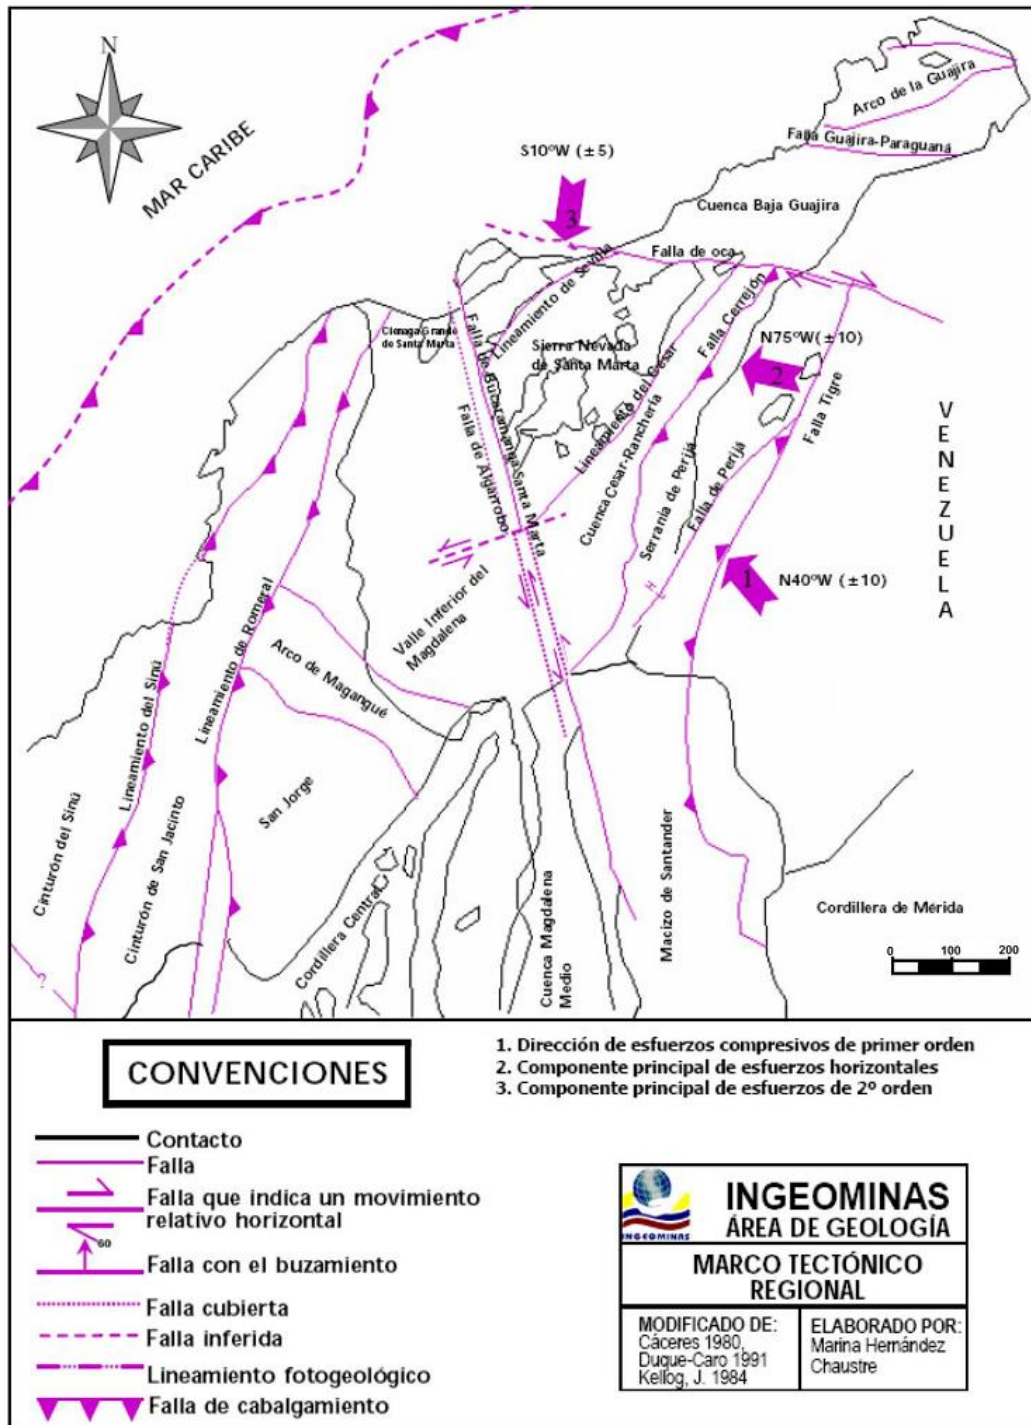 N
MAR CARIBE
S10ºW (±5)
3
Arco de la Guajira
Falla Guajira-Paraguaná
Cuenca Baja Guajira
Falla de oca
Lineamiento de Sevilla
Falla Cerrejón
Cienaga Grande
de Santa Marta
Falla de Bucaramanga-Santa Marta
Sierra Nevada
de Santa Marta
Lineamiento del Cesar
N75ºW(±10)
2
Falla Tigre
Falla de Algarrobo
Cuenca Cesar-Ranchería
Serranía de Perijá
Falla de Perijá
VENEZUELA
1
N40ºW (±10)
Valle Inferior del
Magdalena
Lineamiento de Romeral
Arco de Magangué
Lineamiento del Sinú
San Jorge
Cinturón del Sinú
Cinturón de San Jacinto
Cordillera Central
Cuenca Magdalena
Medio
Macizo de Santander
Cordillera de Mérida
?
0 100 200
CONVENCIONES
1. Dirección de esfuerzos compresivos de primer orden
2. Componente principal de esfuerzos horizontales
3. Componente principal de esfuerzos de 2º orden
Contacto
Falla
Falla que indica un movimiento
relativo horizontal
60
Falla con el buzamiento
Falla cubierta
Falla inferida
Lineamiento fotogeológico
Falla de cabalgamiento
INGEOMINAS
INGEOMINAS
ÁREA DE GEOLOGÍA
MARCO TECTÓNICO
REGIONAL
MODIFICADO DE:
Cáceres 1980,
Duque-Caro 1991
Kellog, J. 1984
ELABORADO POR:
Marina Hernández
Chaustre